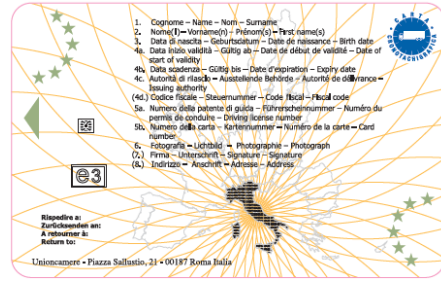 1. Cognome – Name – Nom – Surname
2. Nome(i) – Vorname(n) – Prénom(s) – First name(s)
3. Data di nascita – Geburtsdatum – Date de naissance – Birth date
4a. Data inizio validità – Gültig ab – Date de début de validité – Date of
start of validity
4b. Data scadenza – Gültig bis – Date d'expiration – Expiry date
4c. Autorità di rilascio – Ausstellende Behörde – Autorité de délivrance –
Issuing authority
(4d.) Codice fiscale – Steuernummer – Code fiscal – Fiscal code
5a. Numero della patente di guida – Führerscheinnummer – Numéro du
permis de conduire – Driving license number
5b. Numero della carta – Kartennummer – Numéro de la carte – Card
number
6. Fotografia – Lichtbild – Photographie – Photograph
(7.) Firma – Unterschrift – Signature – Signature
(8.) Indirizzo – Anschrift – Adresse – Address
CARTA
CRONOTACHIGRAFICA
e3
Rispedire a:
Zurückvenden an:
A retourner à:
Return to:
Unioncamere - Piazza Sallustio, 21 - 00187 Roma Italia